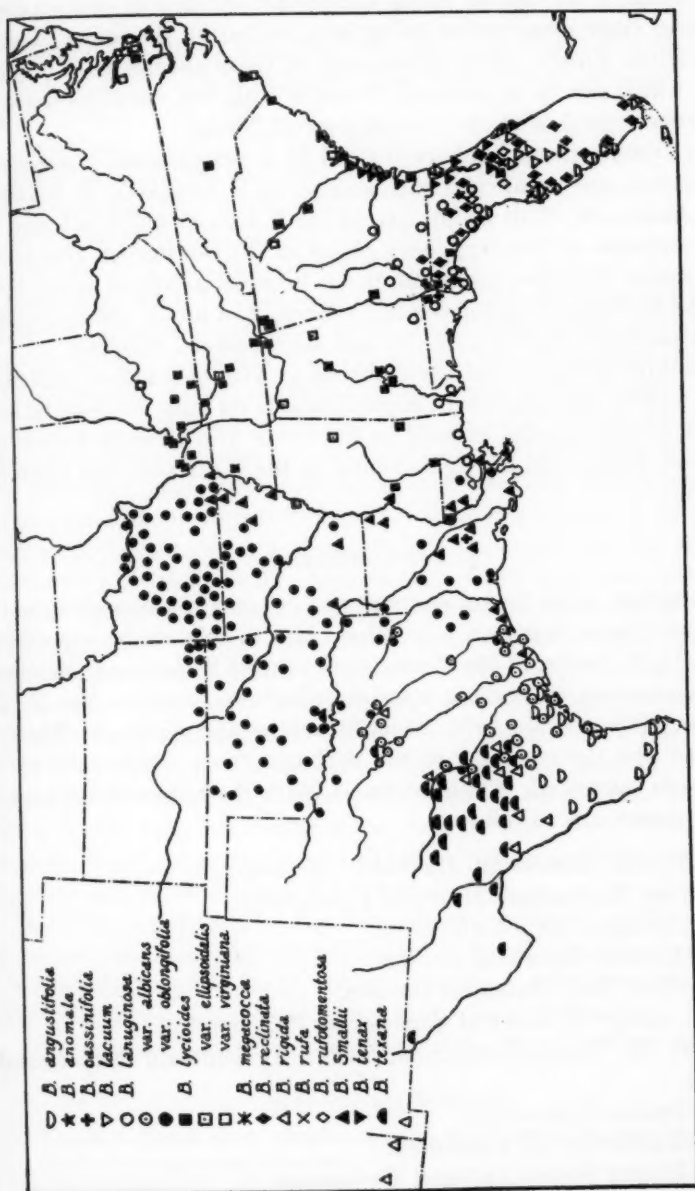 B. angustifolia
B. anomala
B. cassinifolia
B. lacuum
B. lanuginosa
var. albicans
var. oblongifolia
B. lycioides
var. ellipsoidalis
var. virginiana
B. megacocca
B. reclinata
B. rigida
B. rufa
B. rufotomentosa
B. Smallii
B. tenax
B. texana